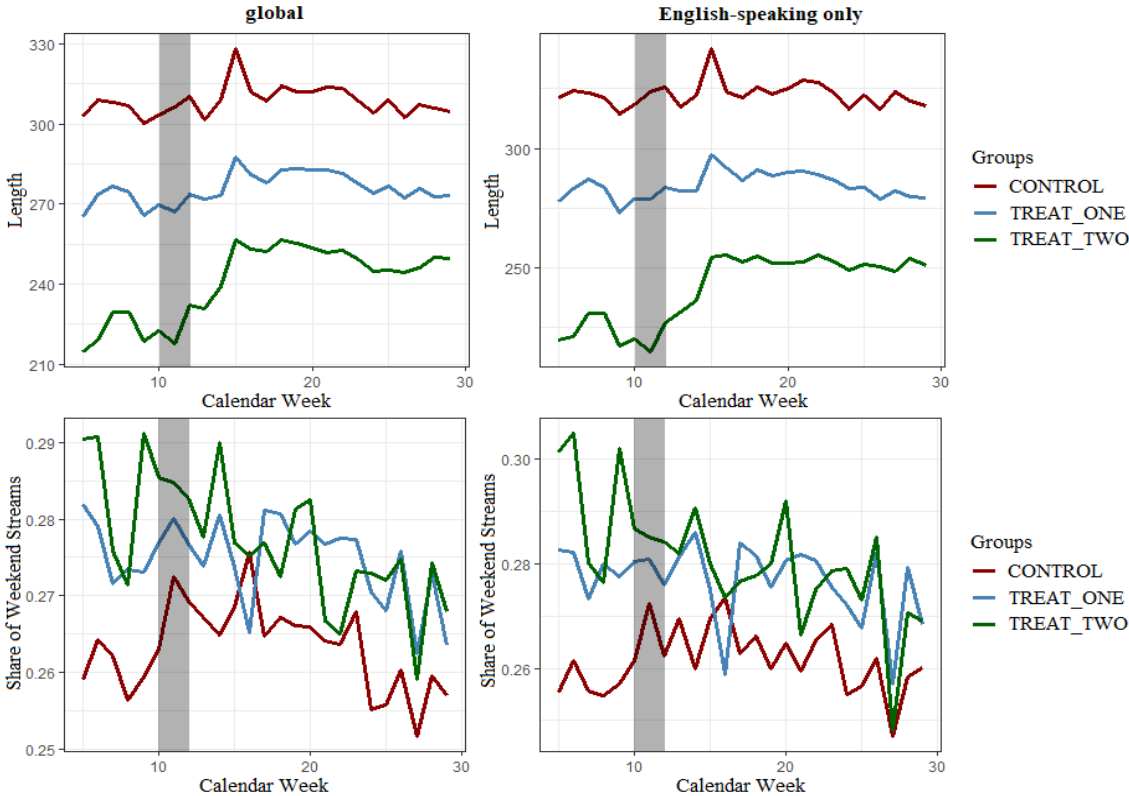 global
English-speaking only
330
300
270
240
210
Length
10
20
30
Calendar Week
300
250
Length
10
20
30
Calendar Week
Groups
CONTROL
TREAT_ONE
TREAT_TWO
0.29
0.28
0.27
0.26
0.25
Share of Weekend Streams
10
20
30
Calendar Week
0.30
0.28
0.26
Share of Weekend Streams
10
20
30
Calendar Week
Groups
CONTROL
TREAT_ONE
TREAT_TWO